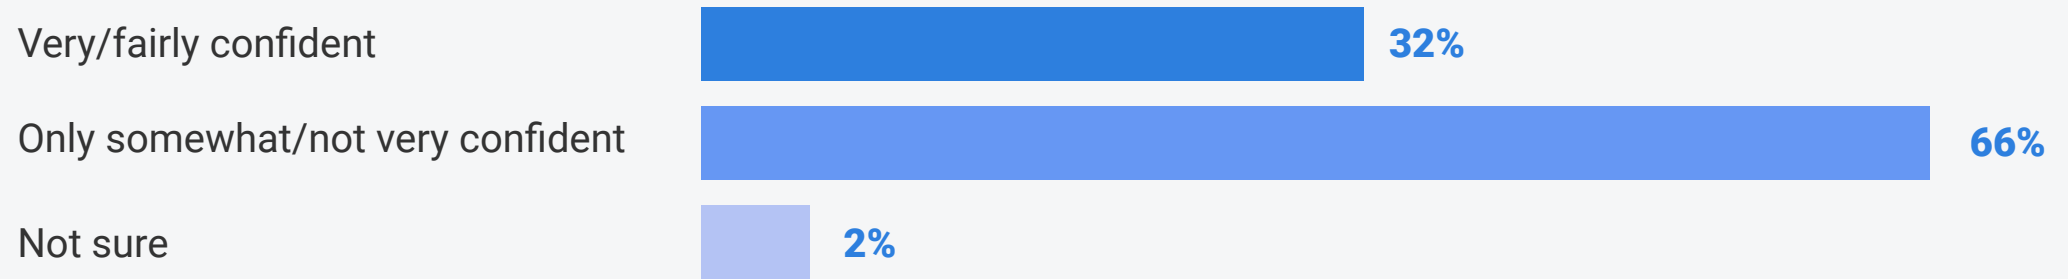 Very/fairly confident 32%
Only somewhat/not very confident 66%
Not sure 2%